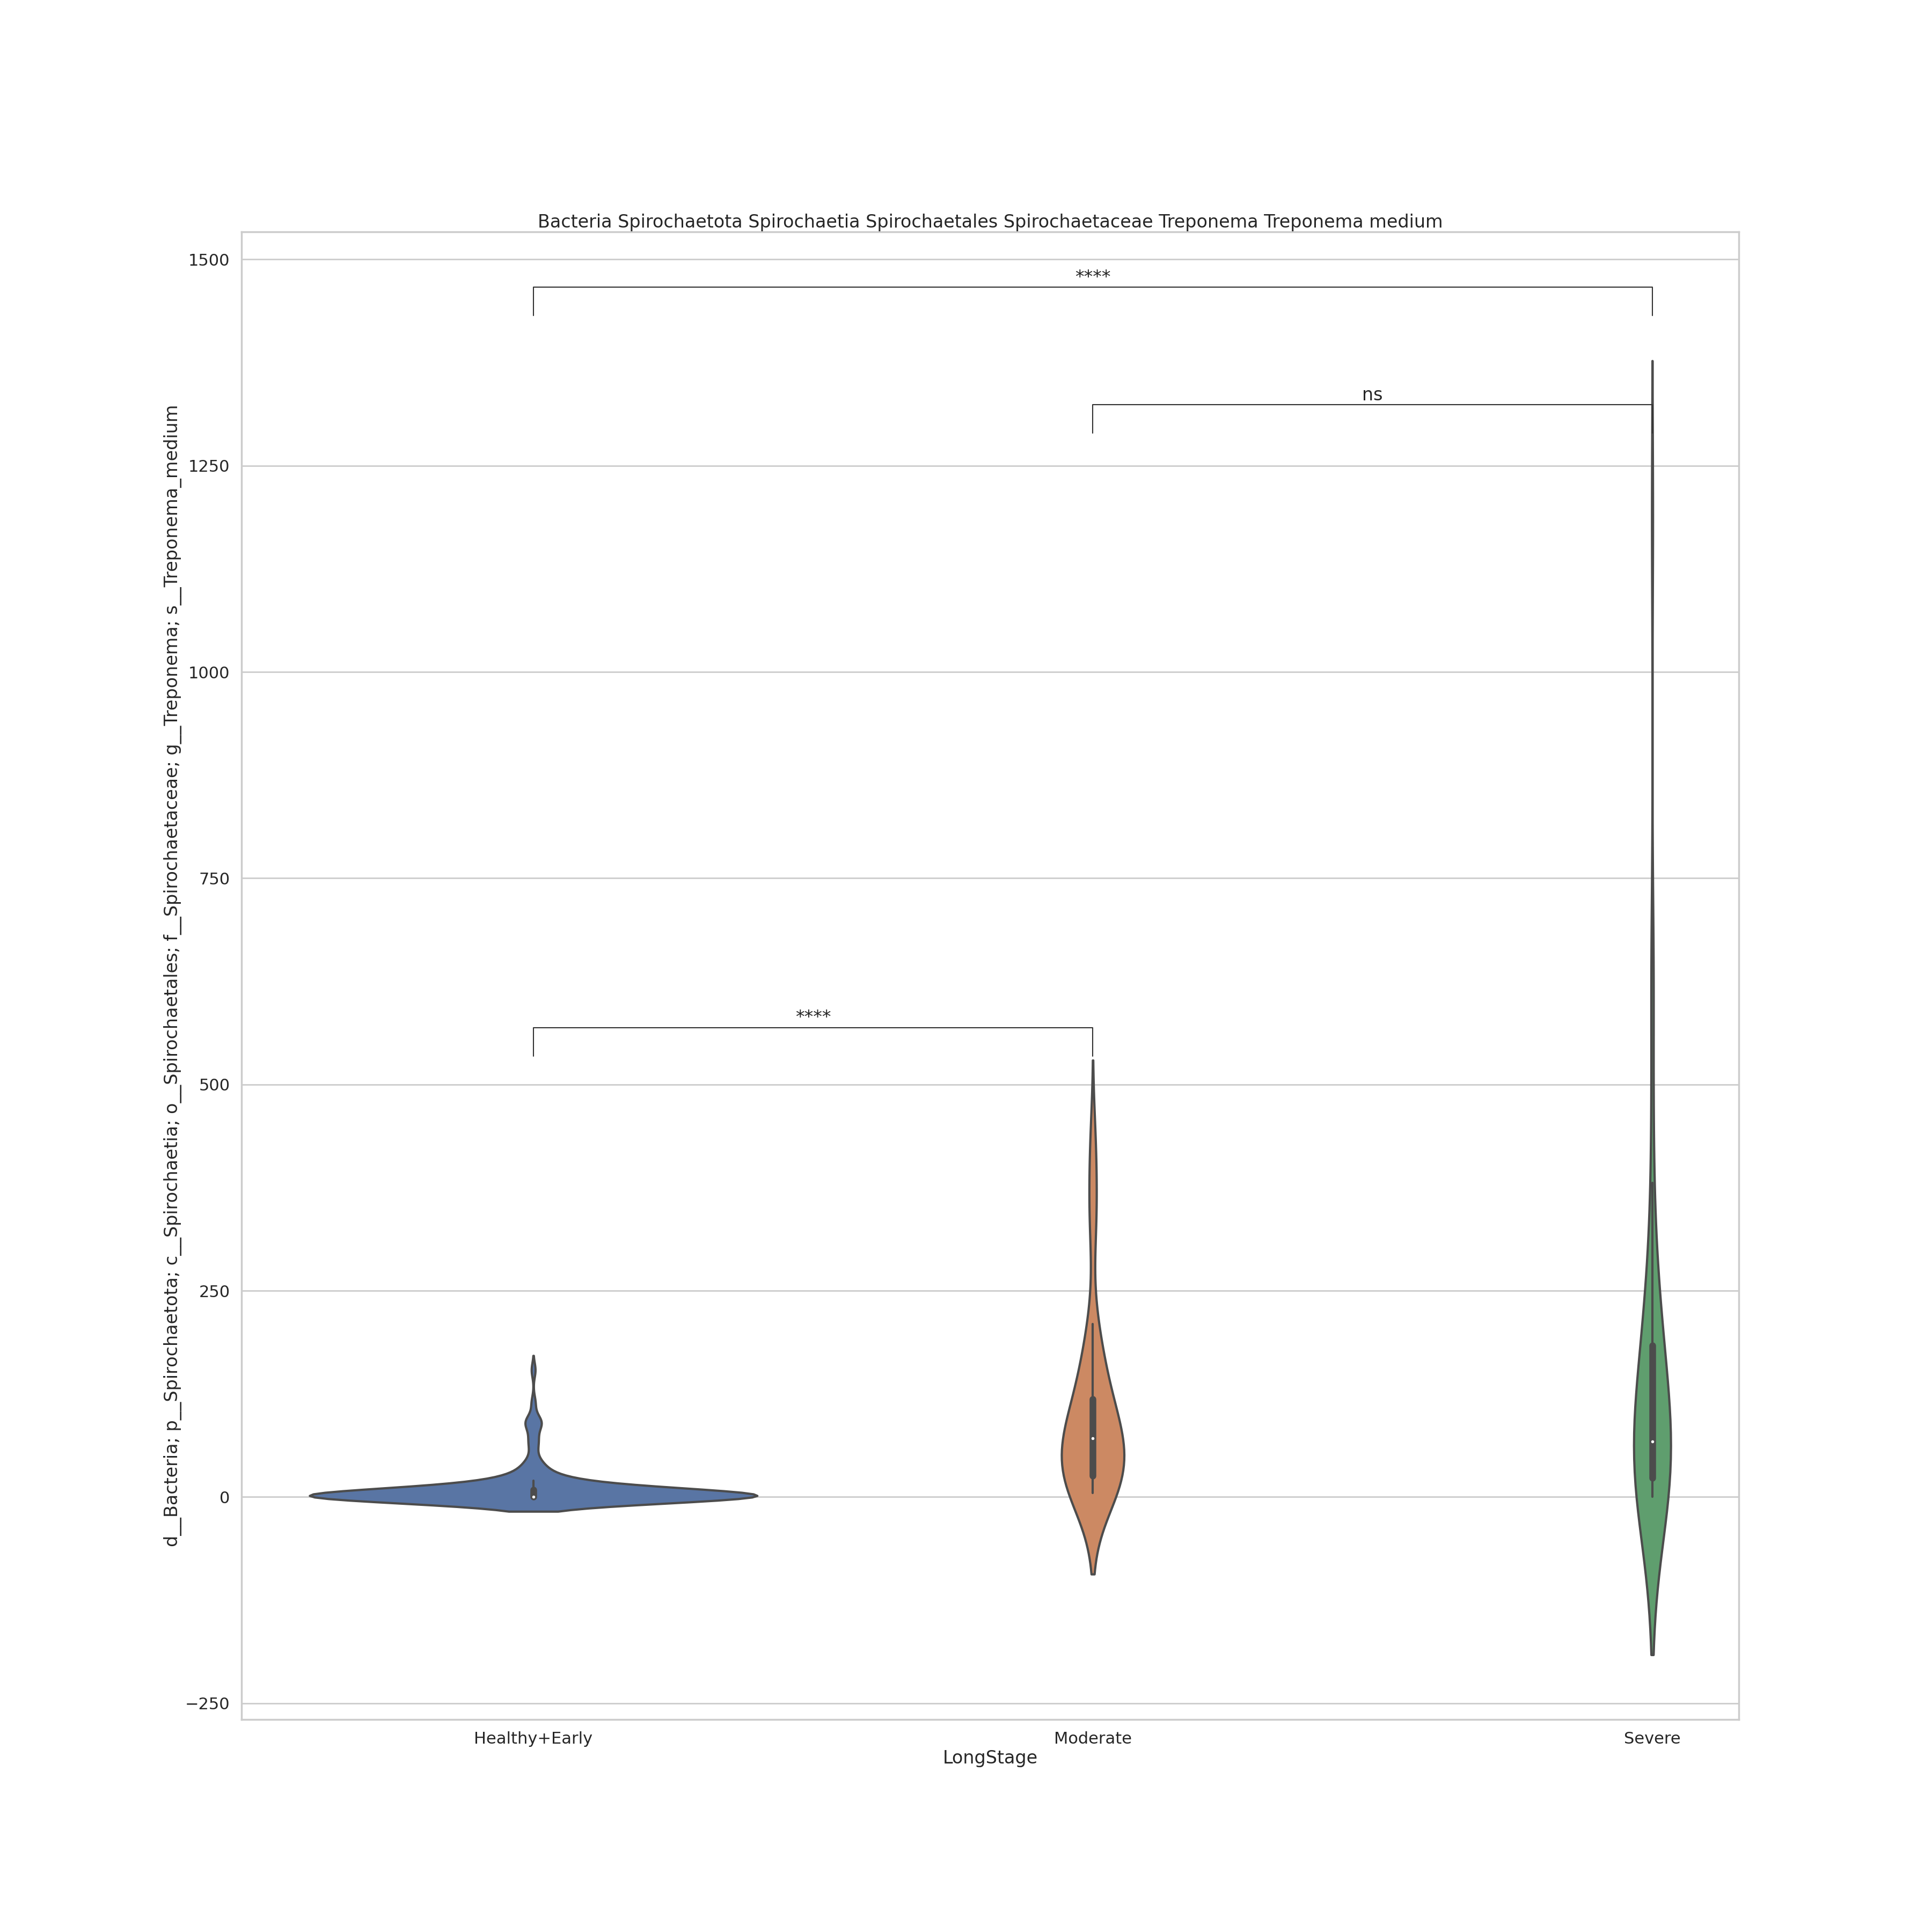 Bacteria Spirochaetota Spirochaetia Spirochaetales Spirochaetaceae Treponema Treponema medium
d__Bacteria; p__Spirochaetota; c__Spirochaetia; o__Spirochaetales; f__Spirochaetaceae; g__Treponema; s__Treponema_medium
1500
1250
1000
750
500
250
0
−250
****
ns
****
Healthy+Early
Moderate
Severe
LongStage